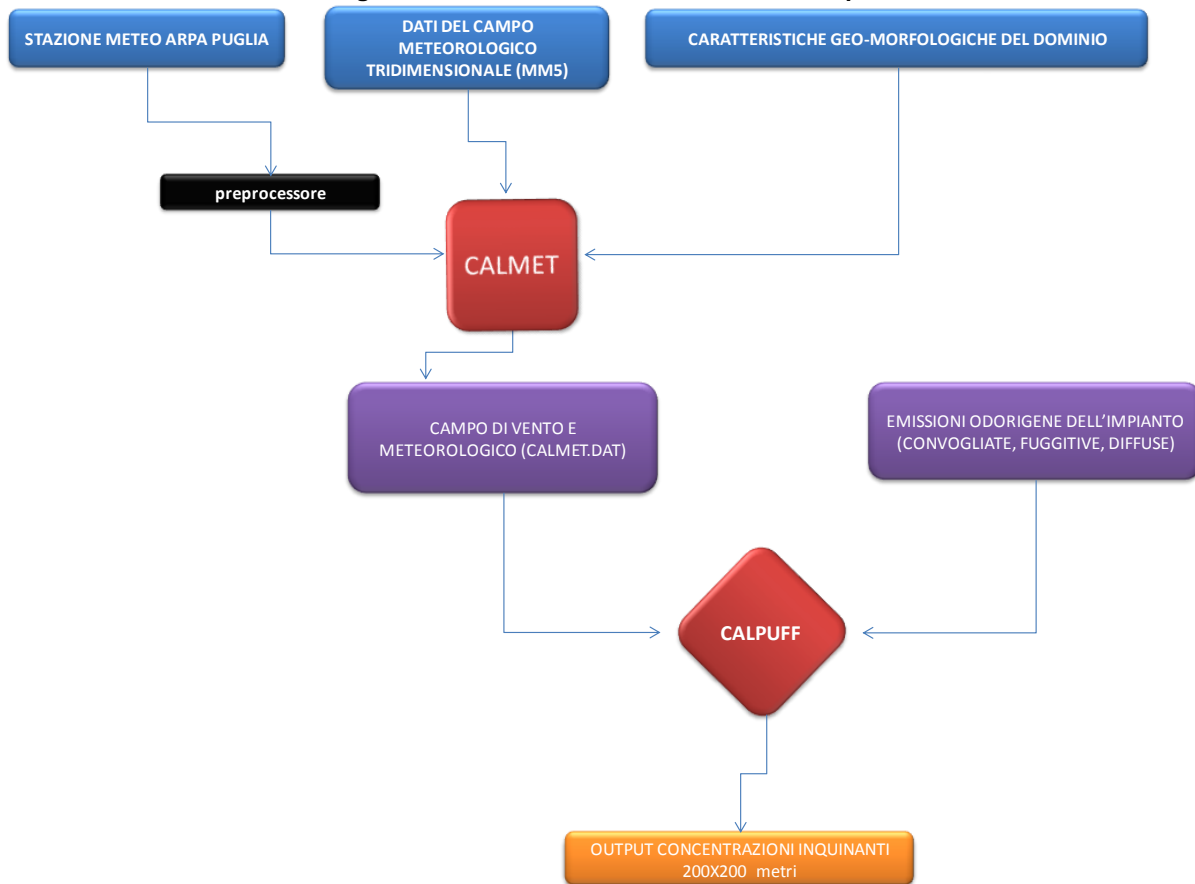 STAZIONE METEO ARPA PUGLIA
DATI DEL CAMPO
METEOROLOGICO
TRIDIMENSIONALE (MM5)
CARATTERISTICHE GEO-MORFOLOGICHE DEL DOMINIO
preprocessore
CALMET
CAMPO DI VENTO E
METEOROLOGICO (CALMET.DAT)
EMISSIONI ODORIGENE DELL’IMPIANTO
(CONVOGLIATE, FUGGITIVE, DIFFUSE)
CALPUFF
OUTPUT CONCENTRAZIONI INQUINANTI
200X200 metri